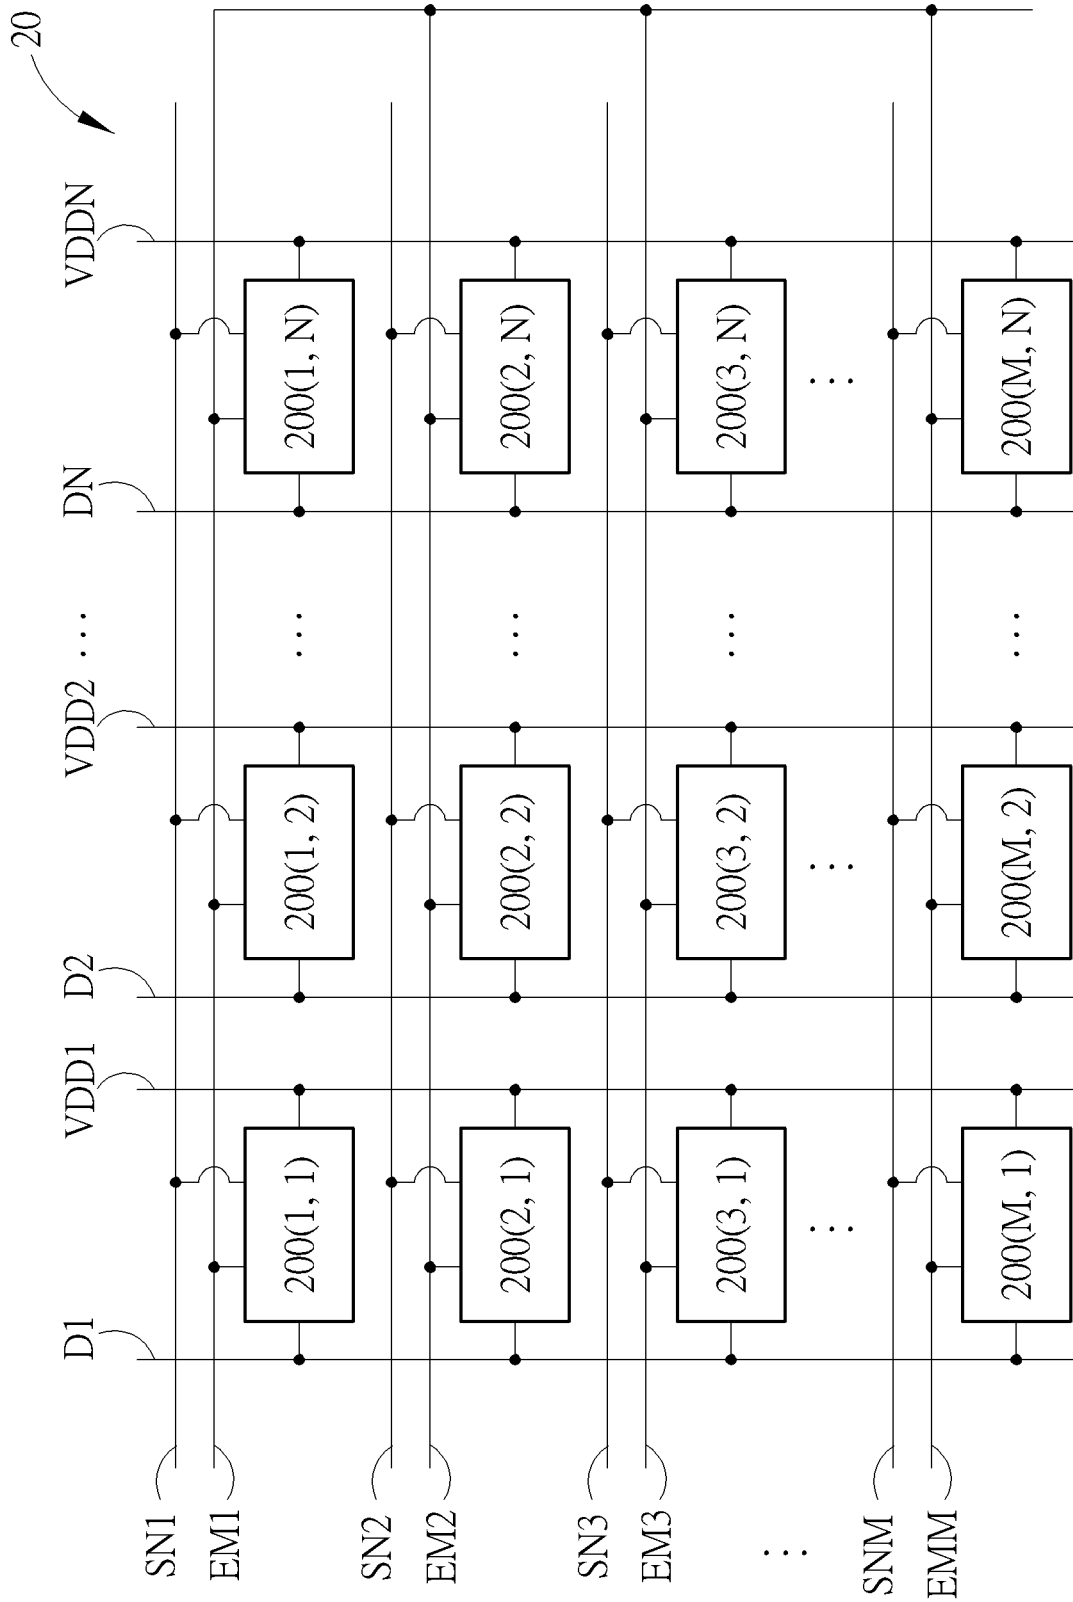 20
D1 VDD1 D2 VDD2 ... DN VDDN
SN1
EM1
200(1, 1) 200(1, 2) ... 200(1, N)
SN2
EM2
200(2, 1) 200(2, 2) ... 200(2, N)
SN3
EM3
200(3, 1) 200(3, 2) ... 200(3, N)
... ... ... ...
SNM
EMM
200(M, 1) 200(M, 2) ... 200(M, N)